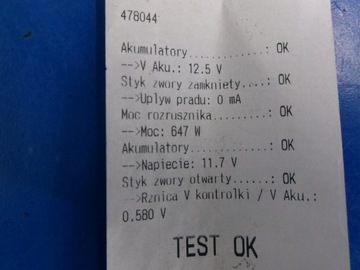 478044
Akumulatory.............: OK
-->V Aku.: 12.5 V
Styk zwory zamkniety....: OK
-->Uplyw pradu: 0 mA
Moc rozrusznika.........: OK
-->Moc: 647 W
Akumulatory.............: OK
-->Napiecie: 11.7 V
Styk zwory otwarty......: OK
-->Rznica V kontrolki / V Aku.:
0.580 V
TEST OK